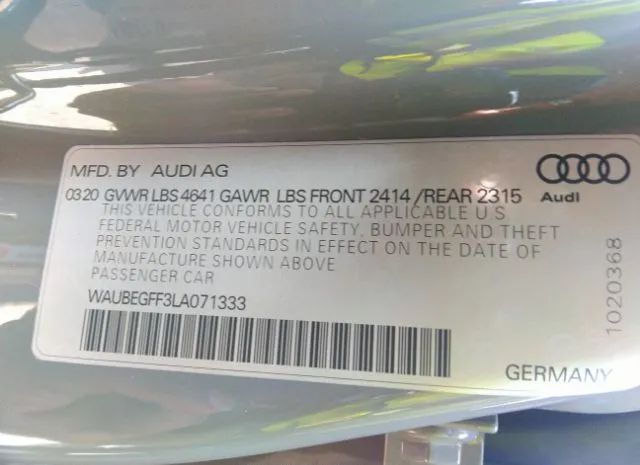 MFD. BY AUDI AG
0320 GVWR LBS 4641 GAWR LBS FRONT 2414 /REAR 2315
THIS VEHICLE CONFORMS TO ALL APPLICABLE U.S.
FEDERAL MOTOR VEHICLE SAFETY, BUMPER AND THEFT
PREVENTION STANDARDS IN EFFECT ON THE DATE OF
MANUFACTURE SHOWN ABOVE
PASSENGER CAR
WAUBEGFF3LA071333
Audi
1020368
GERMANY